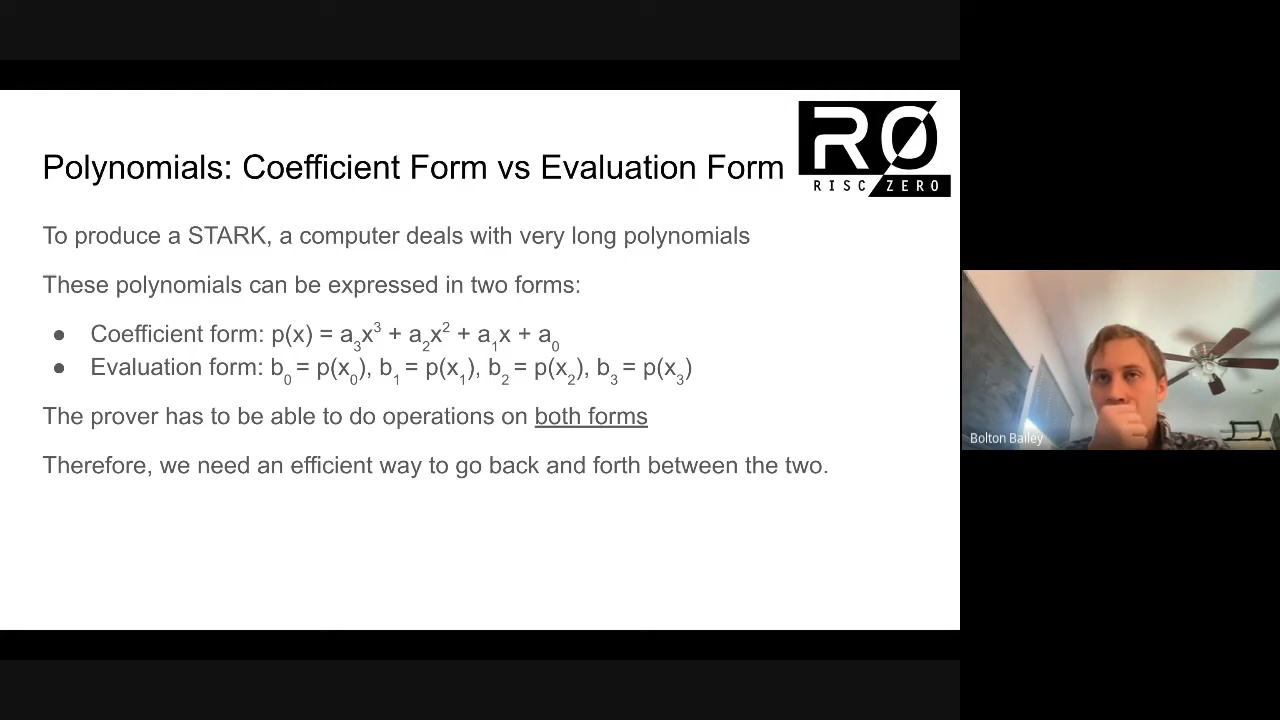 Polynomials: Coefficient Form vs Evaluation Form
RISC ZERO
To produce a STARK, a computer deals with very long polynomials
These polynomials can be expressed in two forms:
● Coefficient form: p(x) = a₃x³ + a₂x² + a₁x + a₀
● Evaluation form: b₀ = p(x₀), b₁ = p(x₁), b₂ = p(x₂), b₃ = p(x₃)
The prover has to be able to do operations on both forms
Therefore, we need an efficient way to go back and forth between the two.
Bolton Bailey